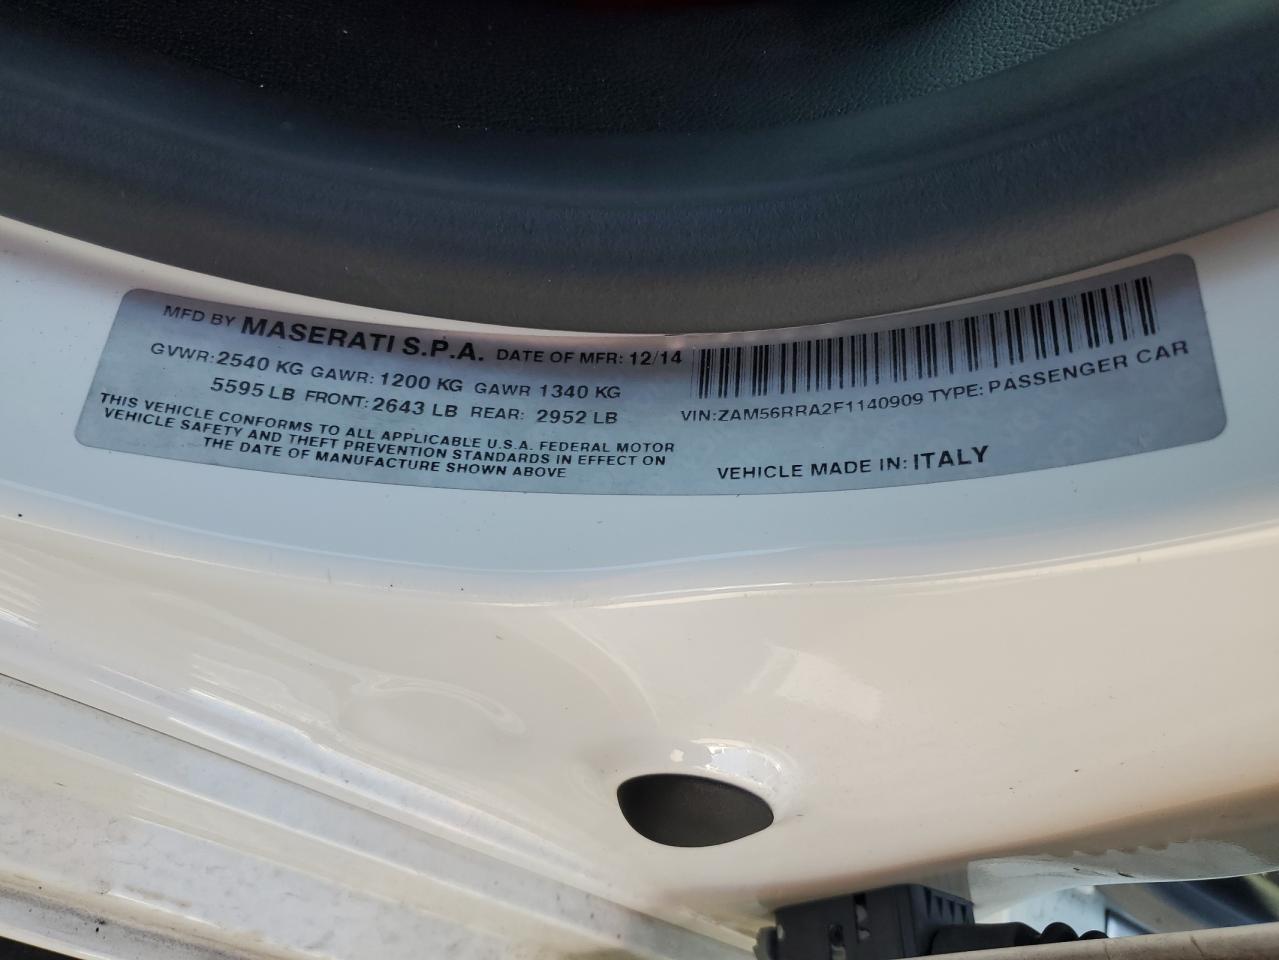 MFD BY MASERATI S.P.A. DATE OF MFR: 12/14
GVWR: 2540 KG GAWR: 1200 KG GAWR 1340 KG
5595 LB FRONT: 2643 LB REAR: 2952 LB
THIS VEHICLE CONFORMS TO ALL APPLICABLE U.S.A. FEDERAL MOTOR
VEHICLE SAFETY AND THEFT PREVENTION STANDARDS IN EFFECT ON
THE DATE OF MANUFACTURE SHOWN ABOVE
VIN: ZAM56RRA2F1140909 TYPE: PASSENGER CAR
VEHICLE MADE IN: ITALY